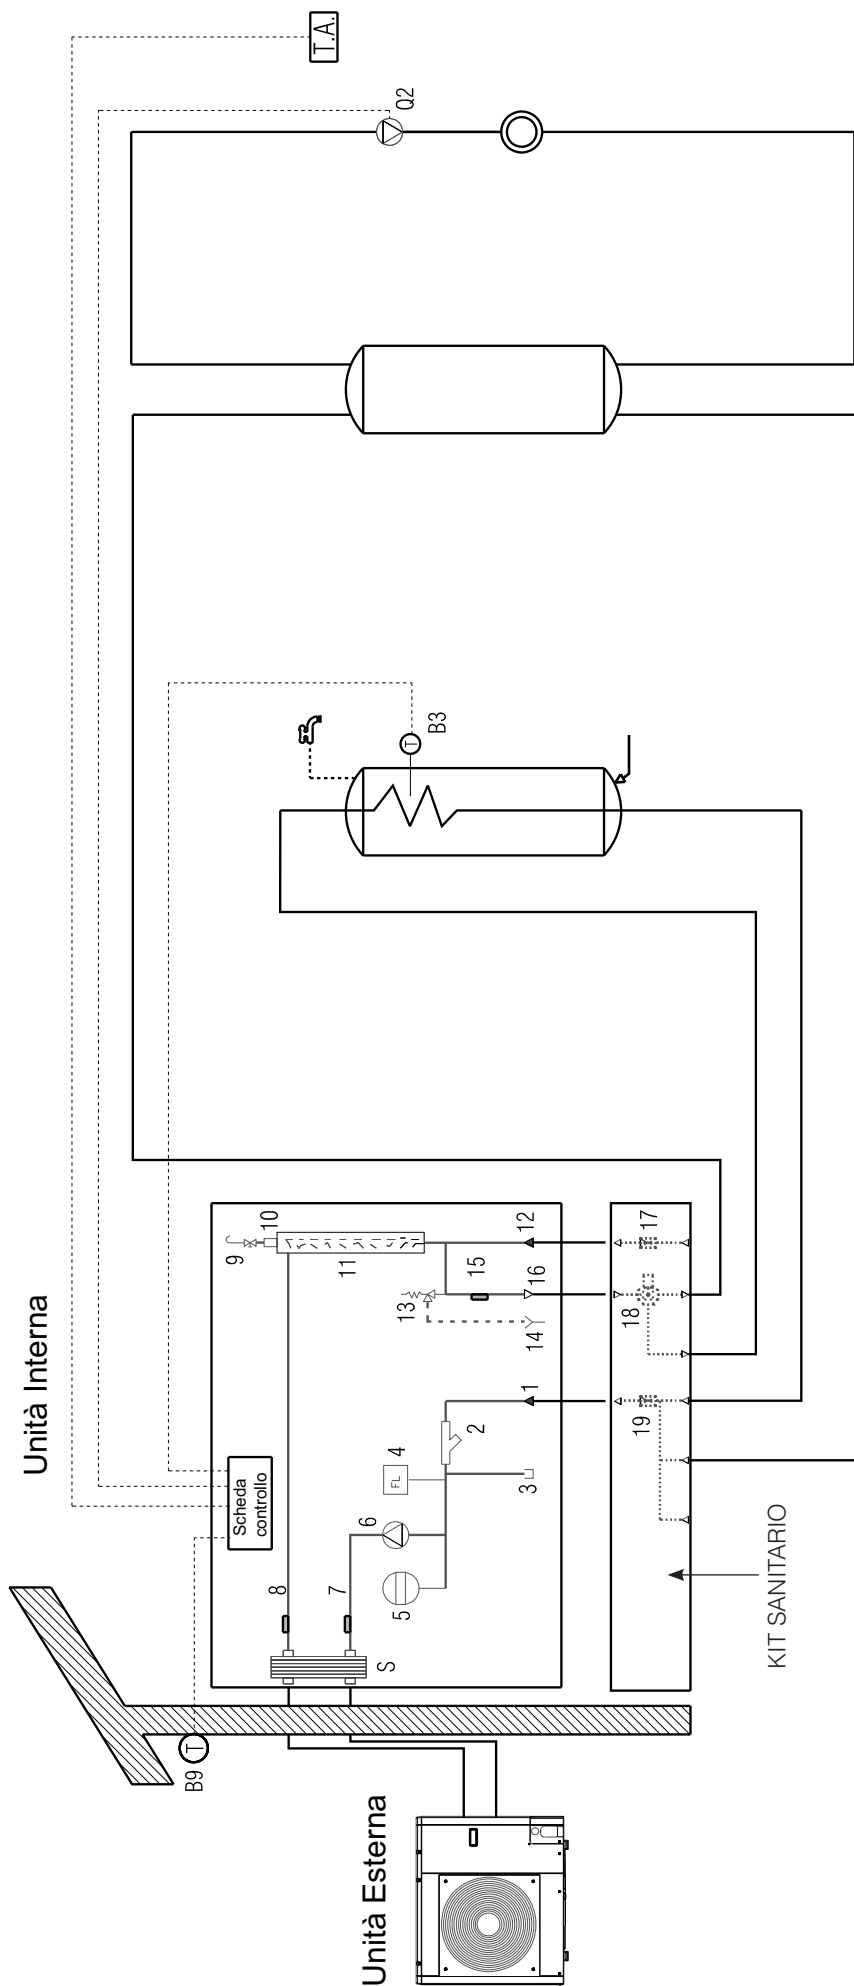 Unità Esterna
Unità Interna
B9
T
Scheda
controllo
T.A.
Q2
B3
T
S
8
7
5
6
4
FL
3
2
1
9
10
11
12
13
14
15
16
17
18
19
KIT SANITARIO